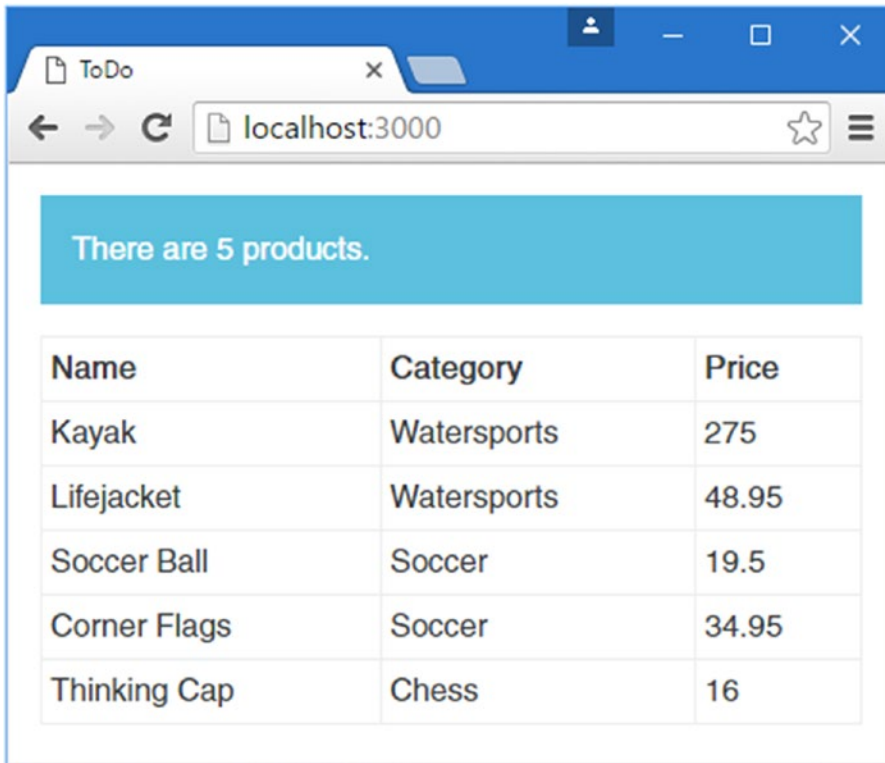 ToDo
localhost:3000
There are 5 products.
Name Category Price
Kayak Watersports 275
Lifejacket Watersports 48.95
Soccer Ball Soccer 19.5
Corner Flags Soccer 34.95
Thinking Cap Chess 16